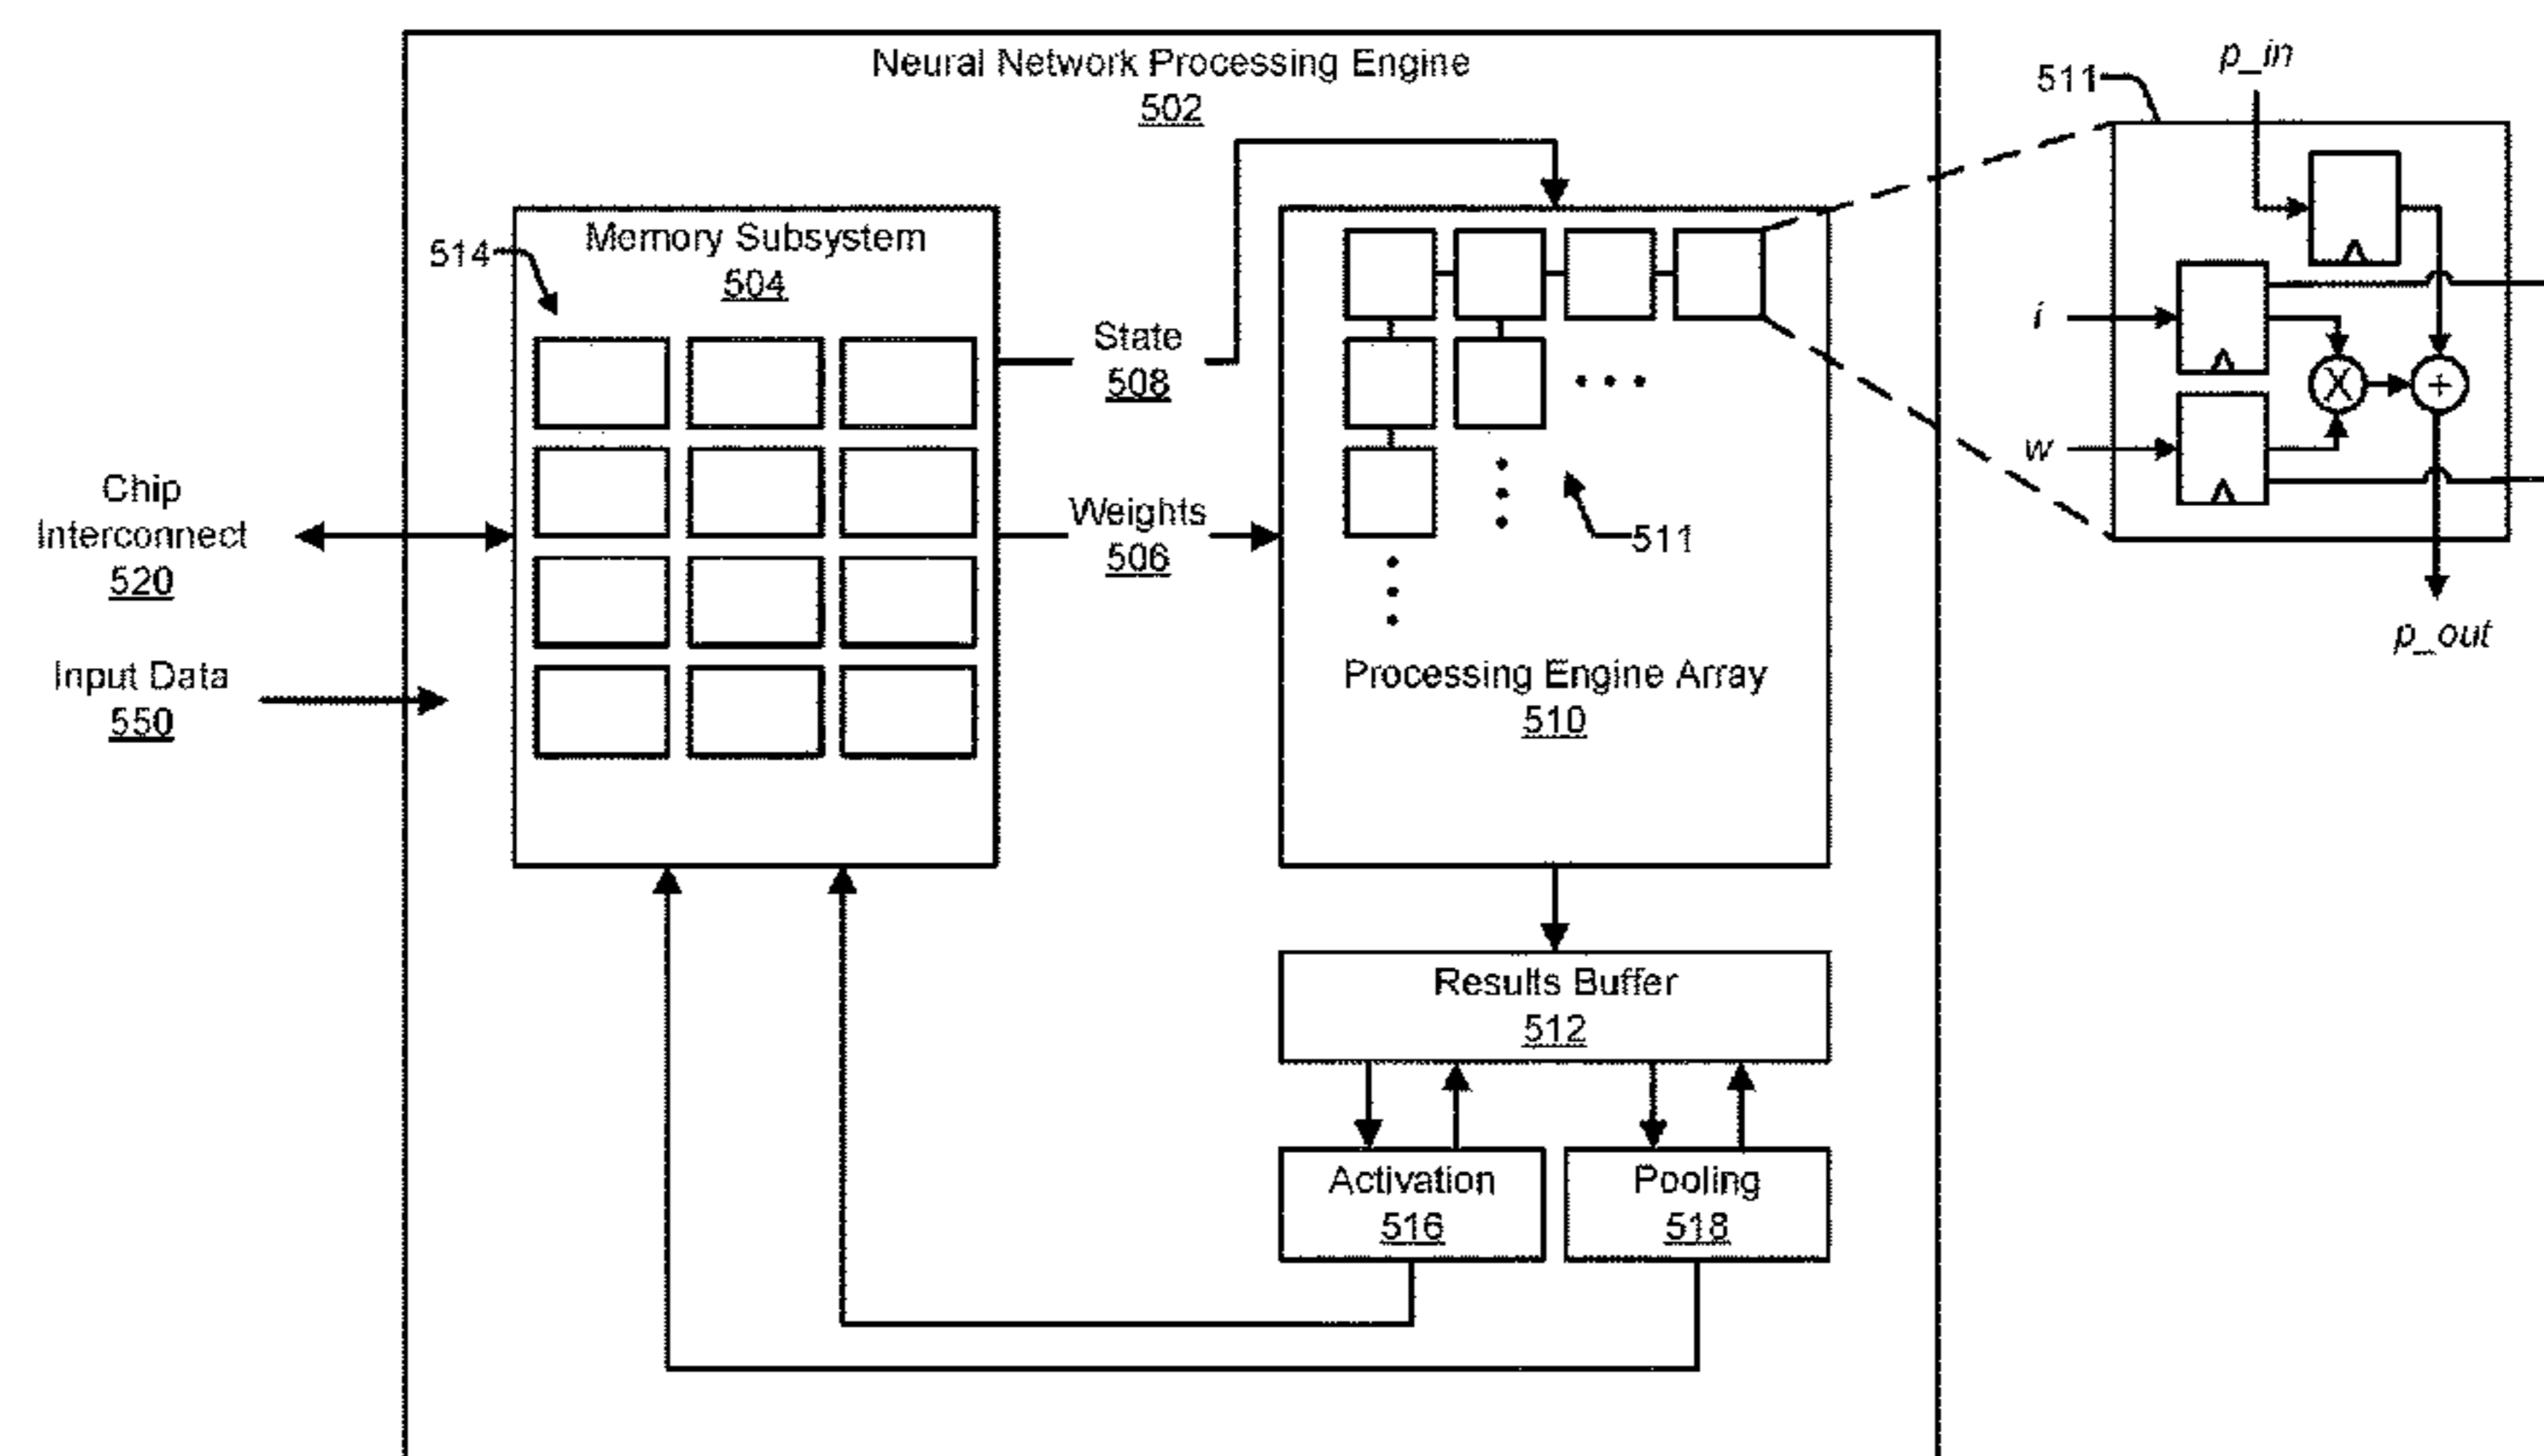 Neural Network Processing Engine
502
p_in
511
Memory Subsystem
504
514
State
508
i
w
Weights
506
511
Chip
Interconnect
520
p_out
Input Data
550
Processing Engine Array
510
Results Buffer
512
Activation
516
Pooling
518
X
+